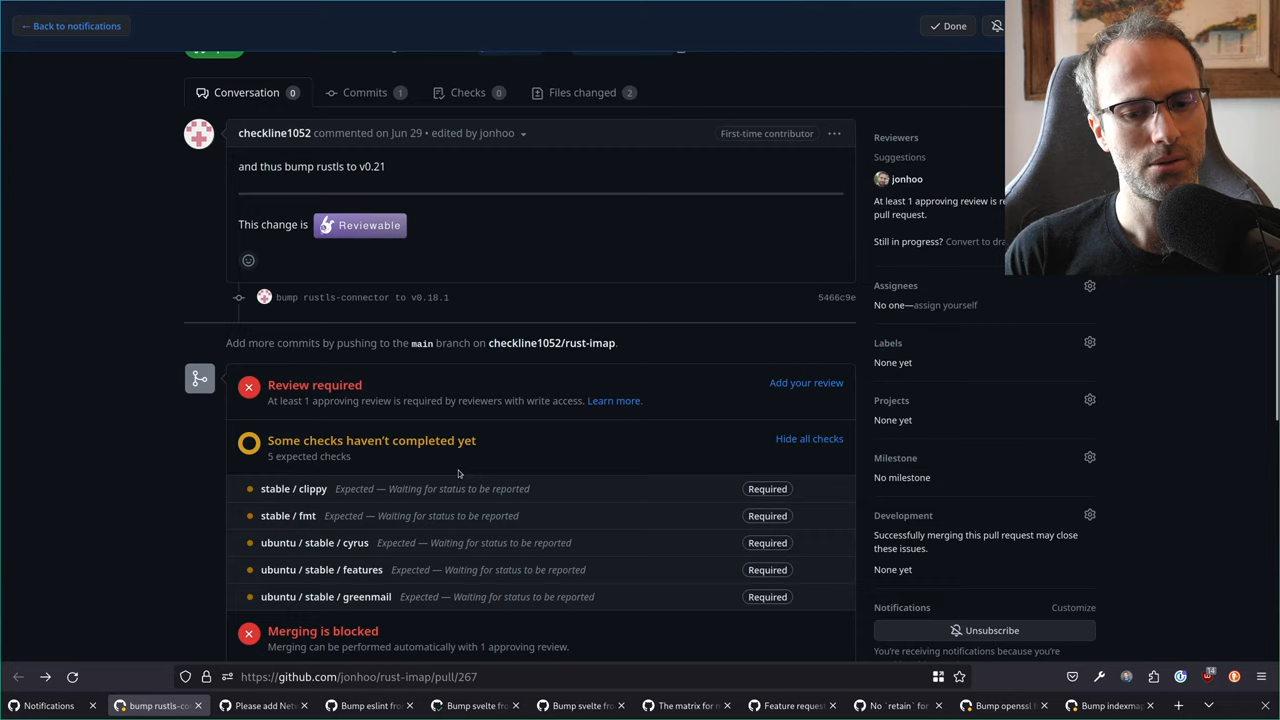 ← Back to notifications
Done
Conversation 0
Commits 1
Checks 0
Files changed 2
checkline1052 commented on Jun 29 • edited by jonhoo
First-time contributor
and thus bump rustls to v0.21
This change is Reviewable
bump rustls-connector to v0.18.1
5466c9e
Add more commits by pushing to the main branch on checkline1052/rust-imap.
Review required
At least 1 approving review is required by reviewers with write access. Learn more.
Add your review
Some checks haven't completed yet
5 expected checks
Hide all checks
stable / clippy Expected — Waiting for status to be reported Required
stable / fmt Expected — Waiting for status to be reported Required
ubuntu / stable / cyrus Expected — Waiting for status to be reported Required
ubuntu / stable / features Expected — Waiting for status to be reported Required
ubuntu / stable / greenmail Expected — Waiting for status to be reported Required
Merging is blocked
Merging can be performed automatically with 1 approving review.
Reviewers
Suggestions
jonhoo
At least 1 approving review is re
pull request.
Still in progress? Convert to dra
Assignees
No one—assign yourself
Labels
None yet
Projects
None yet
Milestone
No milestone
Development
Successfully merging this pull request may close
these issues.
None yet
Notifications
Customize
Unsubscribe
You're receiving notifications because you're
https://github.com/jonhoo/rust-imap/pull/267
14
Notifications
bump rustls-co
Please add Net
Bump eslint fro
Bump svelte fro
Bump svelte fro
The matrix for n
Feature request
No `retain` for
Bump openssl f
Bump indexmap